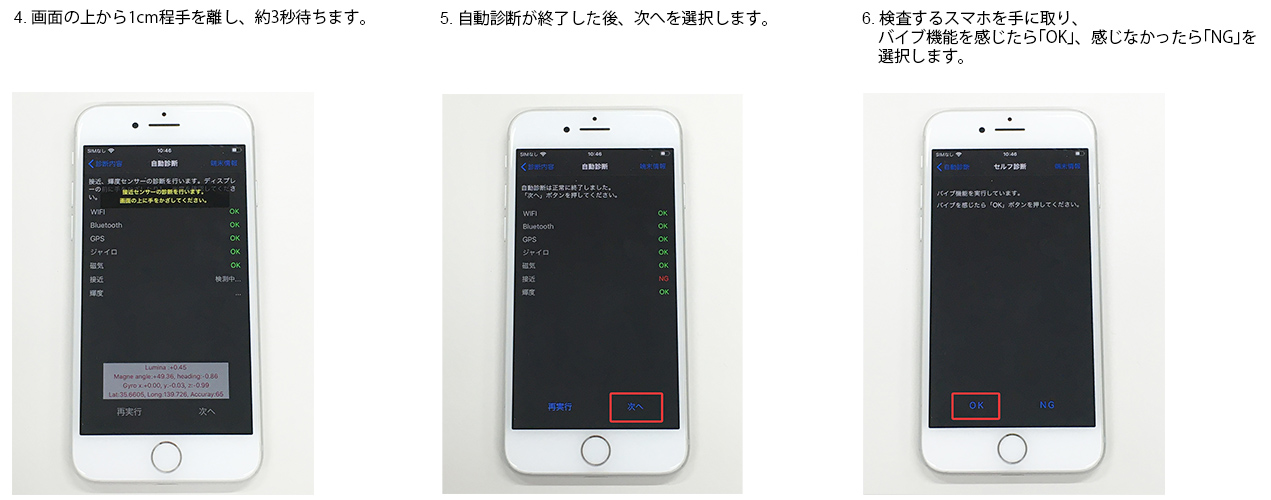 4. 画面の上から1cm程手を離し、約3秒待ちます。
5. 自動診断が終了した後、次へを選択します。
6. 検査するスマホを手に取り、
バイブ機能を感じたら「OK」、感じなかったら「NG」を
選択します。
SIMなし 10:46
診断内容 自動診断 端末情報
接近、輝度センサーの診断を行います。ディスプレ
接近センサーの診断を行います。
画面の上に手をかざしてください。
WIFI OK
Bluetooth OK
GPS OK
ジャイロ OK
磁気 OK
接近 検測中...
輝度 ...
Lumina :+0.45
Magne angle:+49.36, heading:-0.86
Gyro x:+0.00, y:-0.03, z:-0.99
Lat:35.6605, Long:139.726, Accuray:65
再実行 次へ
SIMなし 10:46
診断内容 自動診断 端末情報
自動診断は正常に終了しました。
「次へ」ボタンを押してください。
WIFI OK
Bluetooth OK
GPS OK
ジャイロ OK
磁気 OK
接近 NG
輝度 OK
再実行 次へ
SIMなし 10:46
自動診断 セルフ診断 端末情報
バイブ機能を実行しています。
バイブを感じたら「OK」ボタンを押してください。
OK NG